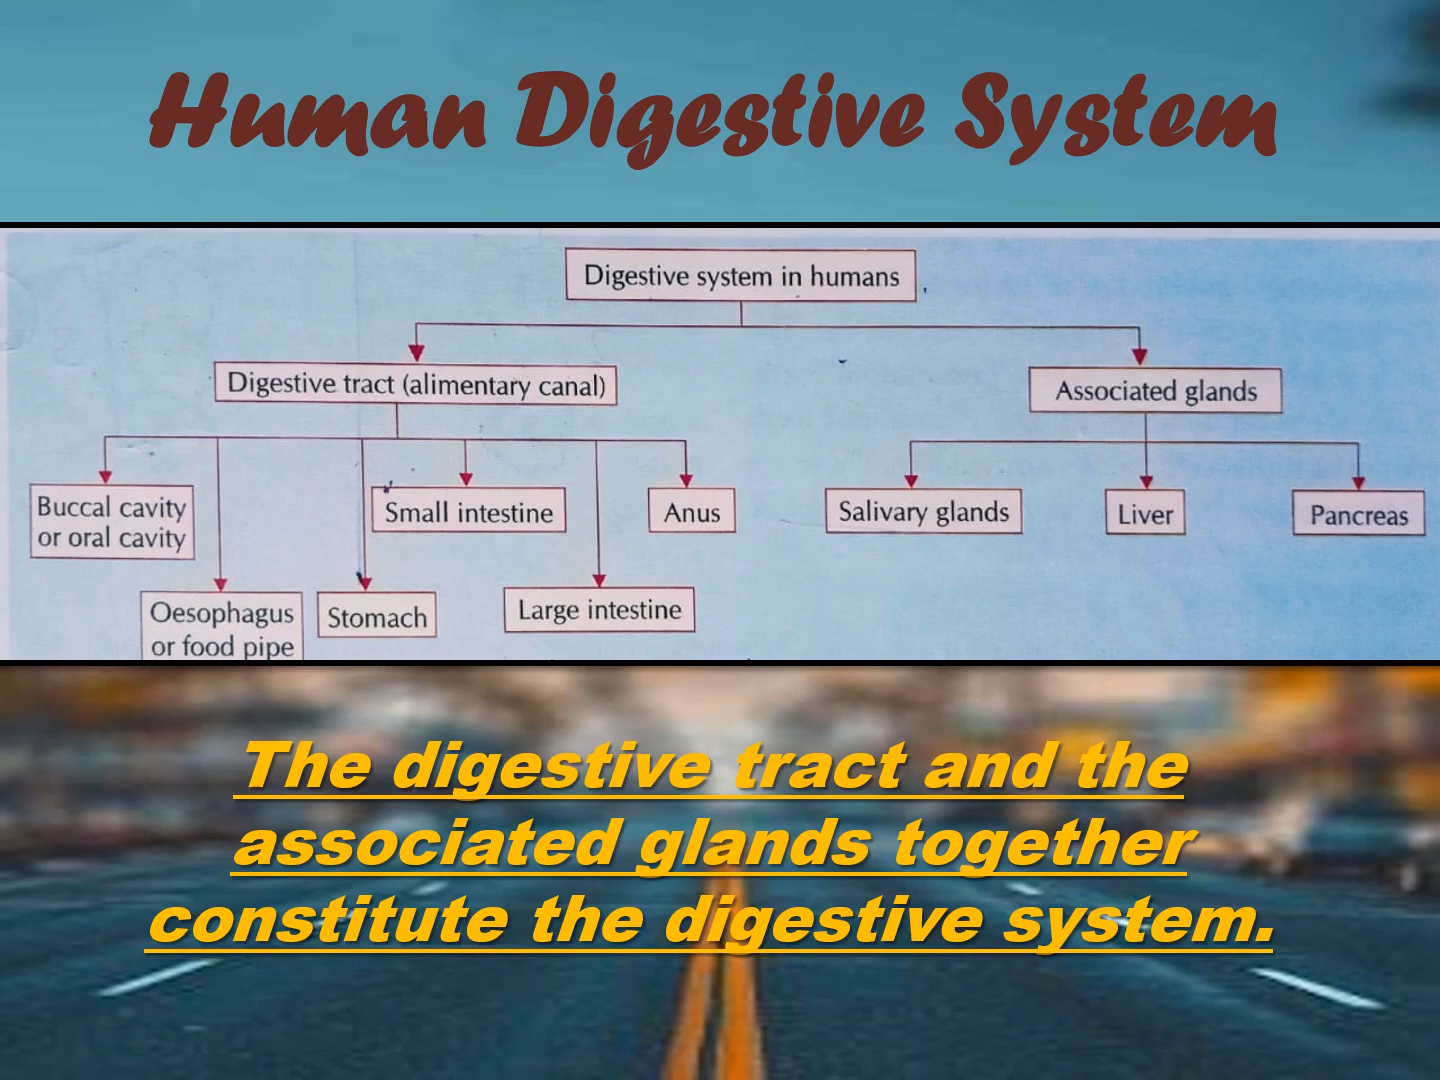 Human Digestive System
Digestive system in humans
Digestive tract (alimentary canal)
Associated glands
Buccal cavity
or oral cavity
Small intestine
Anus
Salivary glands
Liver
Pancreas
Oesophagus
or food pipe
Stomach
Large intestine
The digestive tract and the
associated glands together
constitute the digestive system.